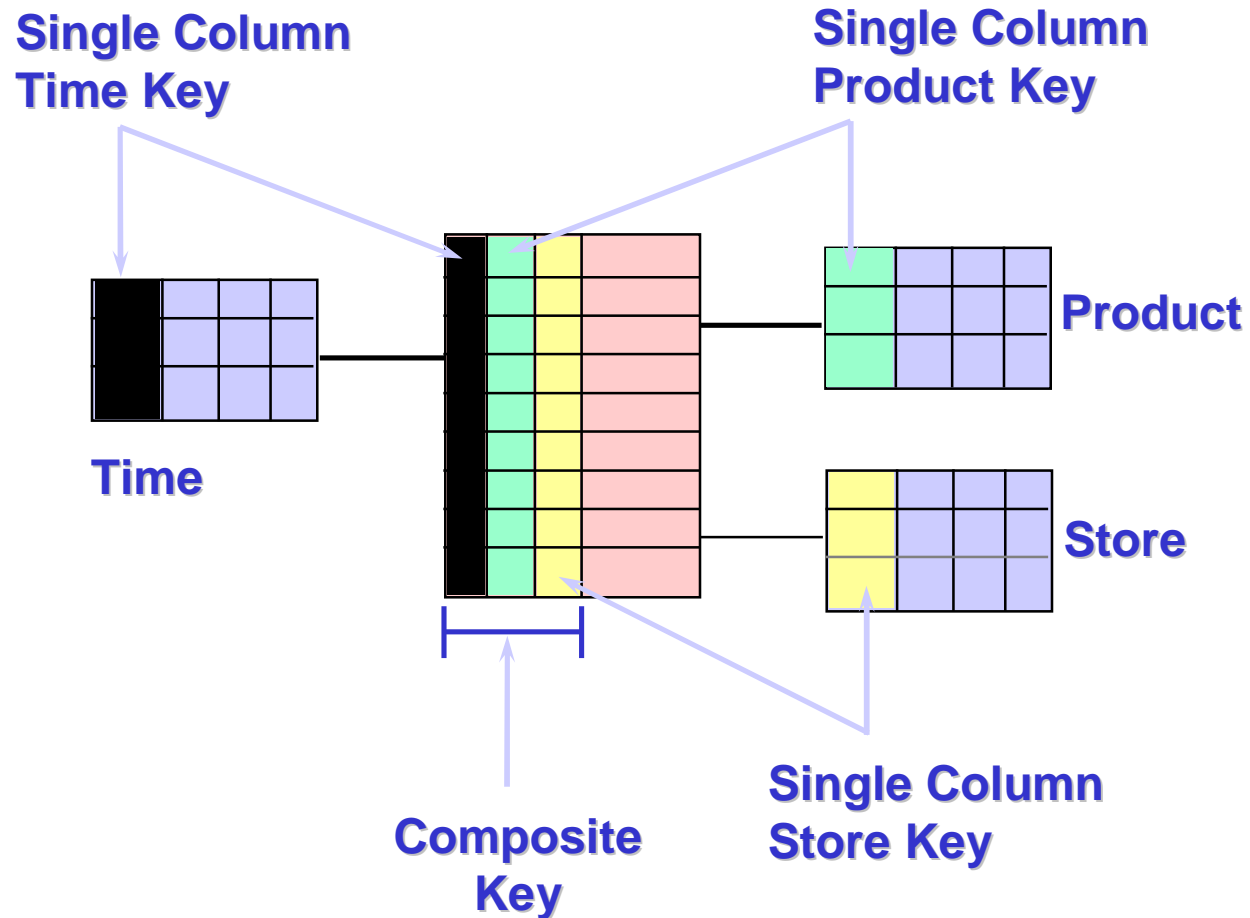 Single Column
Time Key
Single Column
Product Key
Product
Time
Store
Single Column
Store Key
Composite
Key